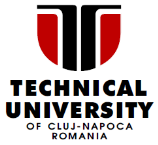 TECHNICAL
UNIVERSITY
OF CLUJ-NAPOCA
ROMANIA